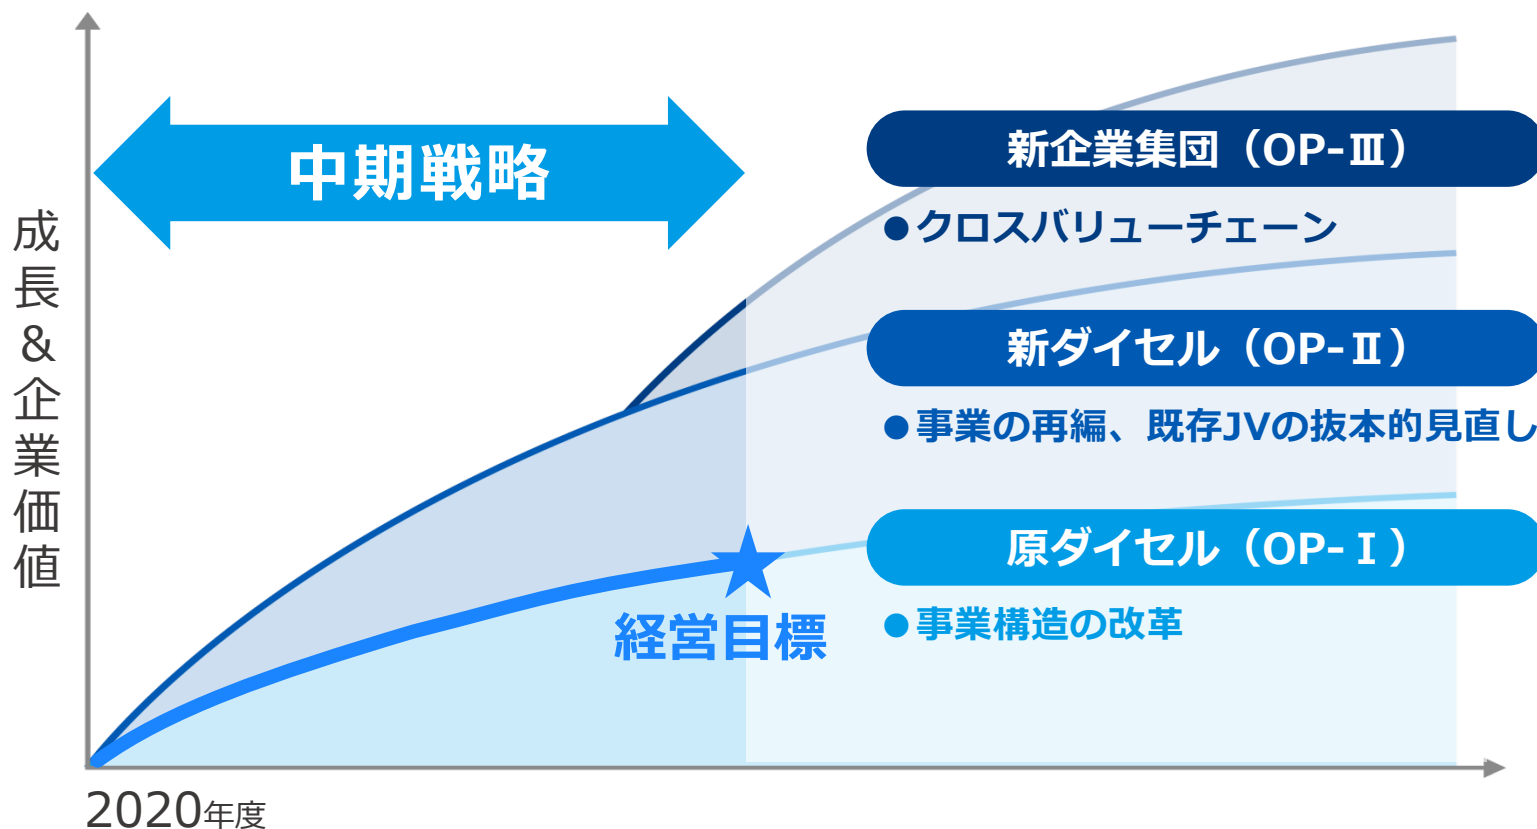 中期戦略
成長&企業価値
新企業集団（OP-Ⅲ）
●クロスバリューチェーン
新ダイセル（OP-Ⅱ）
●事業の再編、既存JVの抜本的見直し
原ダイセル（OP-Ⅰ）
●事業構造の改革
経営目標
2020年度